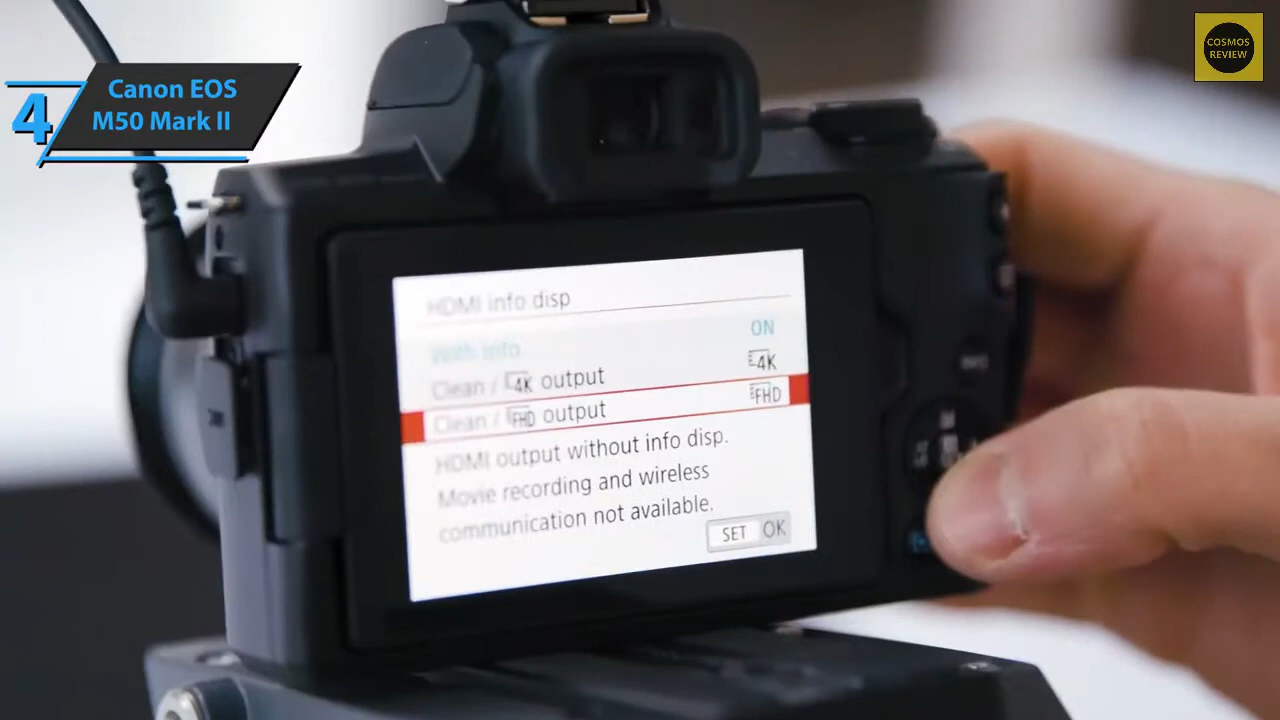 4
Canon EOS
M50 Mark II
COSMOS
REVIEW
HDMI info disp
With info ON
Clean / 4K output 4K
Clean / FHD output FHD
HDMI output without info disp.
Movie recording and wireless
communication not available.
SET OK